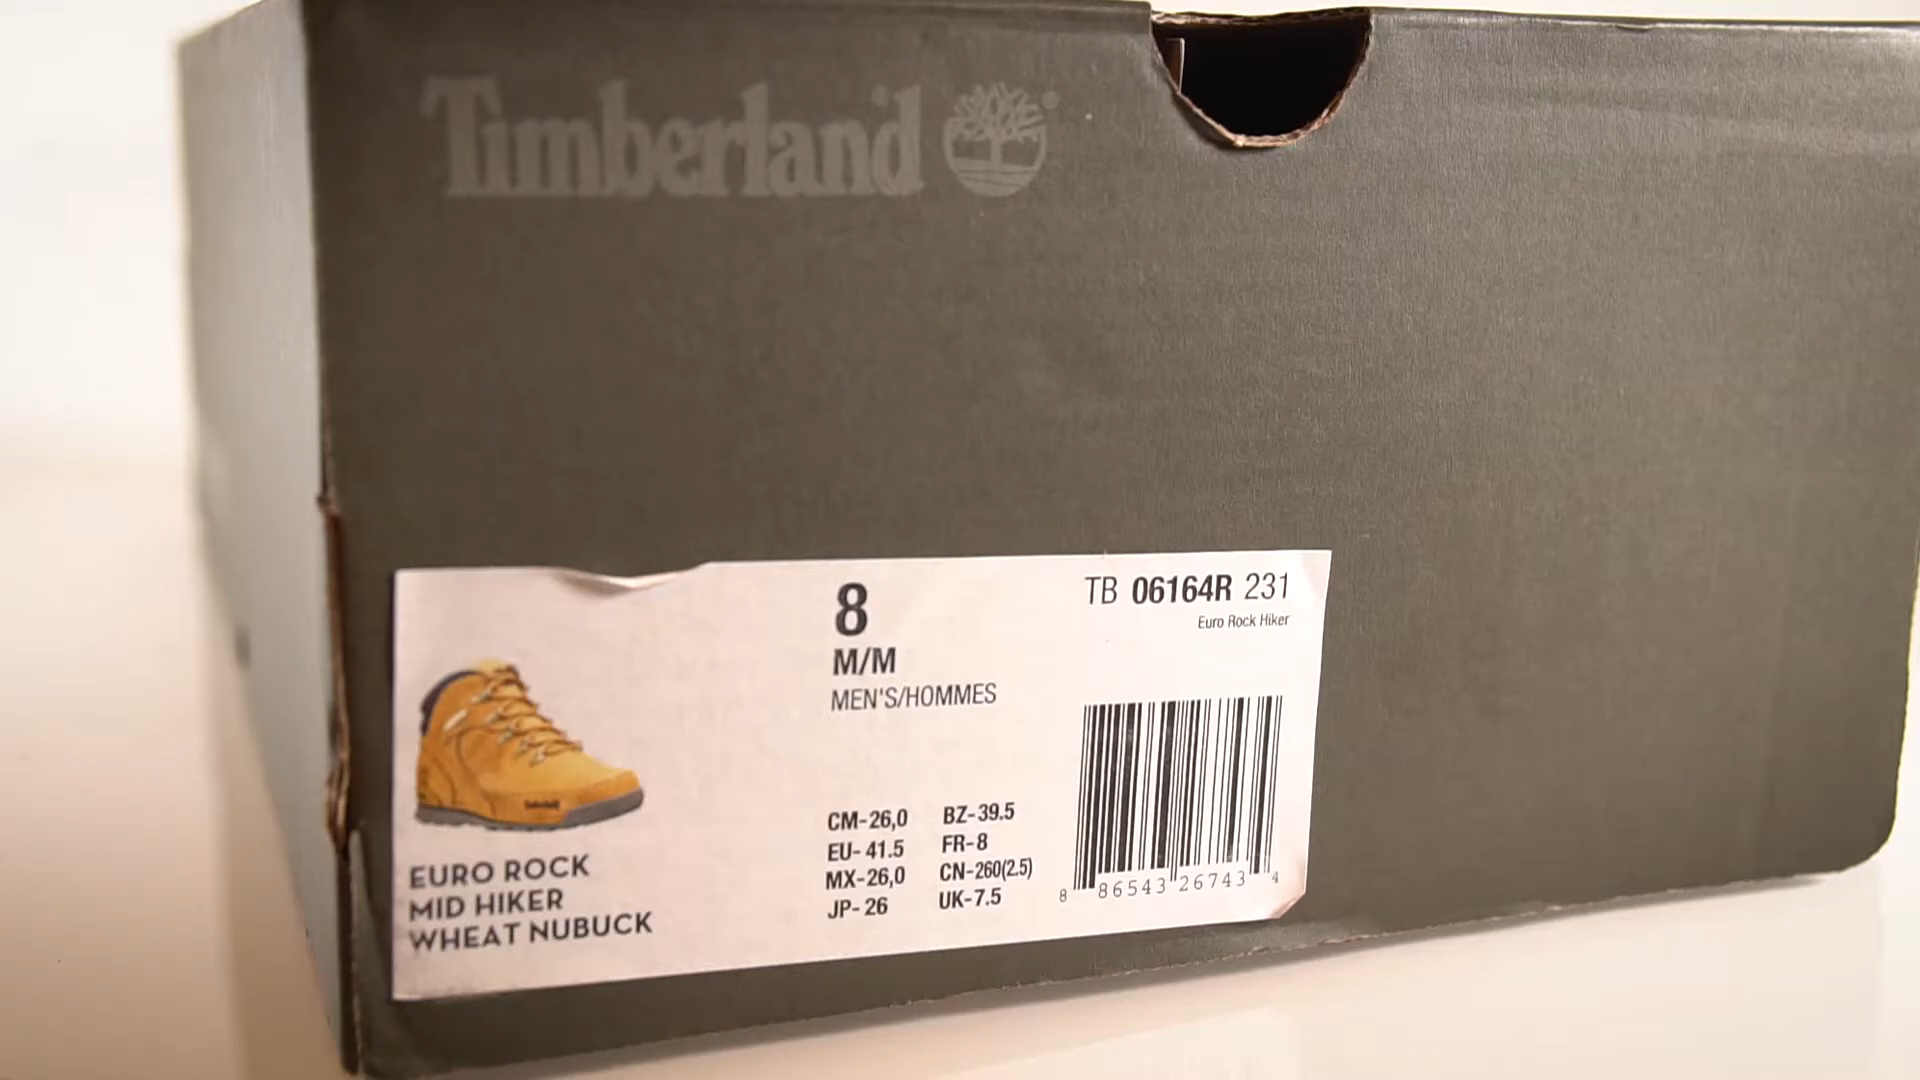 Timberland ®
8
M/M
MEN'S/HOMMES
TB 06164R 231
Euro Rock Hiker
EURO ROCK
MID HIKER
WHEAT NUBUCK
CM-26,0 BZ-39.5
EU- 41.5 FR-8
MX-26,0 CN-260(2.5)
JP- 26 UK-7.5
8 86543 26743 4